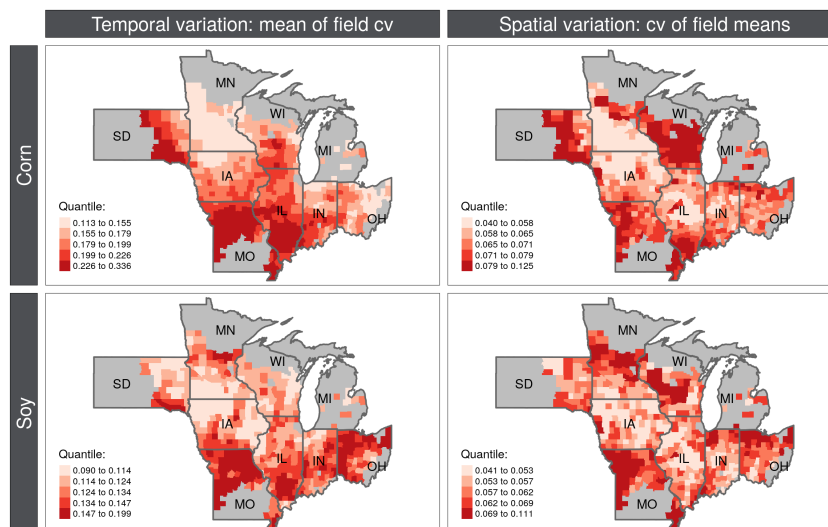 Temporal variation: mean of field cv
Spatial variation: cv of field means
Corn
MN
WI
SD
MI
IA
IL
IN
OH
MO
Quantile:
0.113 to 0.155
0.155 to 0.179
0.179 to 0.199
0.199 to 0.226
0.226 to 0.336
MN
WI
SD
MI
IA
IL
IN
OH
MO
Quantile:
0.040 to 0.058
0.058 to 0.065
0.065 to 0.071
0.071 to 0.079
0.079 to 0.125
Soy
MN
WI
SD
MI
IA
IL
IN
OH
MO
Quantile:
0.090 to 0.114
0.114 to 0.124
0.124 to 0.134
0.134 to 0.147
0.147 to 0.199
MN
WI
SD
MI
IA
IL
IN
OH
MO
Quantile:
0.041 to 0.053
0.053 to 0.057
0.057 to 0.062
0.062 to 0.069
0.069 to 0.111